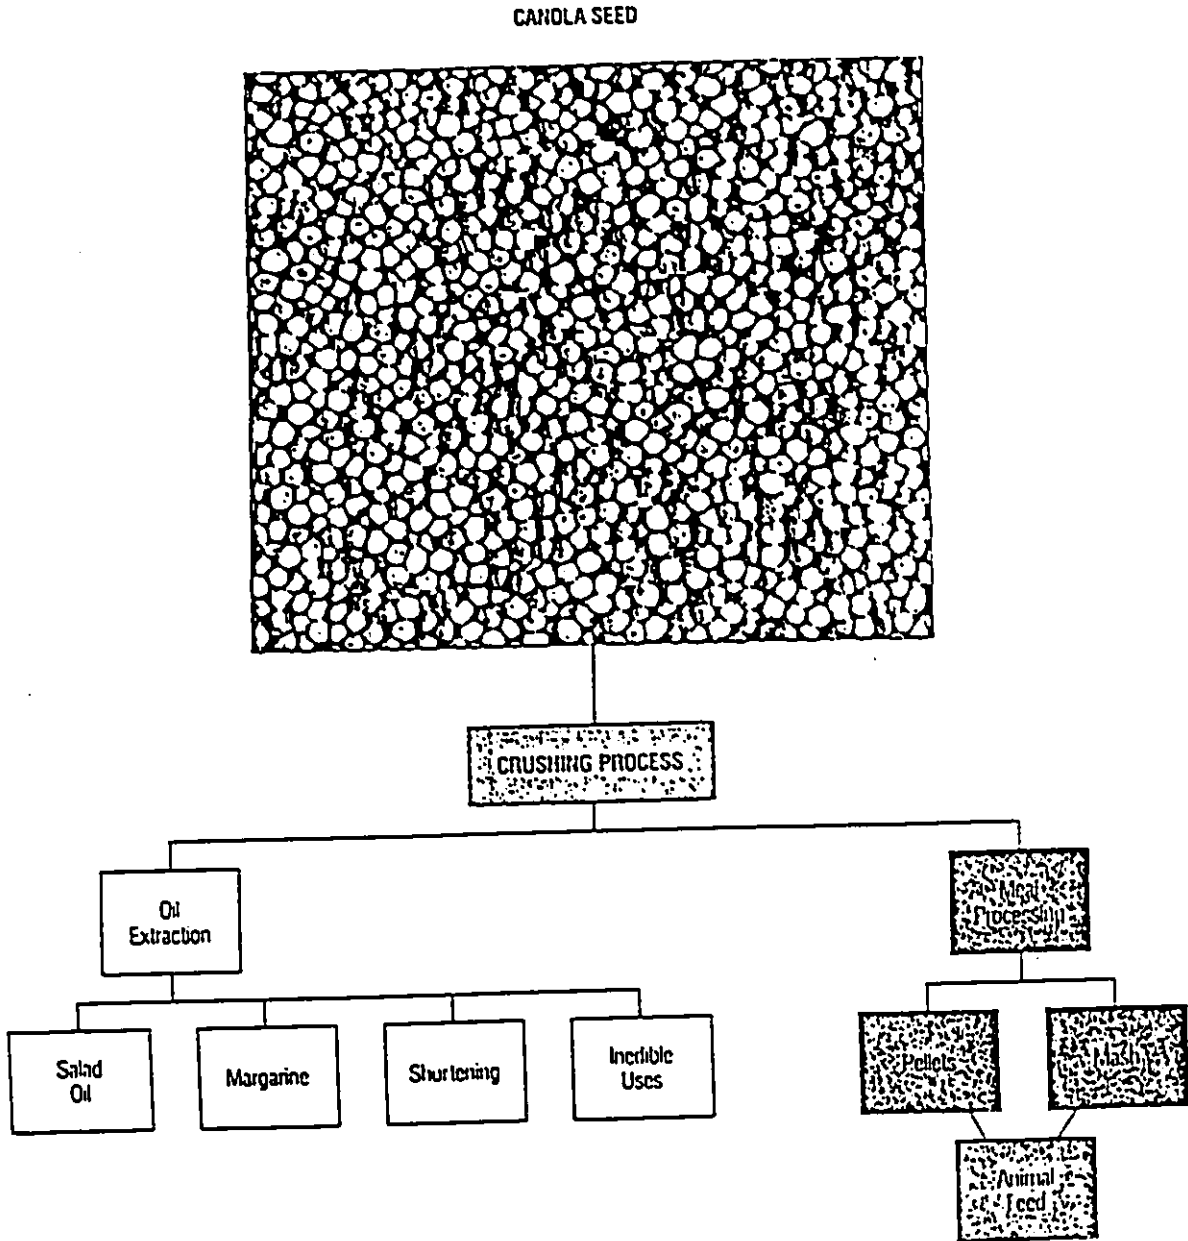 CANOLA SEED
CRUSHING PROCESS
Oil
Extraction
Meal
Processing
Salad
Oil
Margarine
Shortening
Inedible
Uses
Pellets
Mash
Animal
Feed